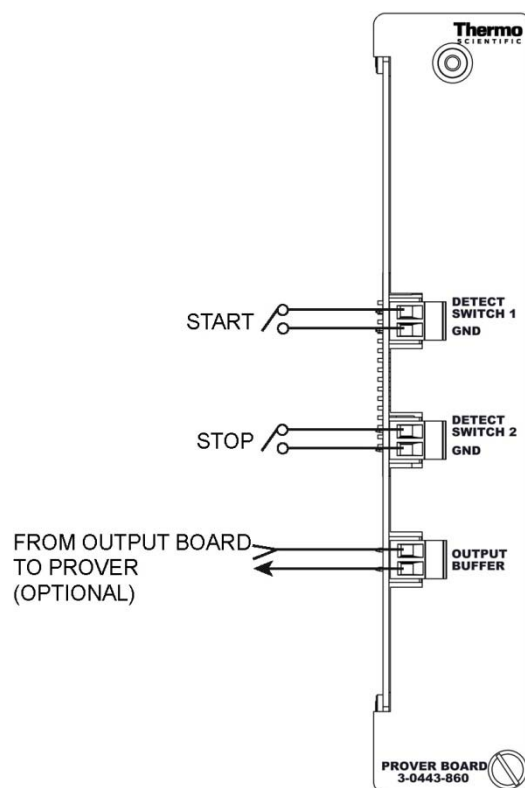 Thermo
SCIENTIFIC
START
DETECT
SWITCH 1
GND
STOP
DETECT
SWITCH 2
GND
FROM OUTPUT BOARD
TO PROVER
(OPTIONAL)
OUTPUT
BUFFER
PROVER BOARD
3-0443-860